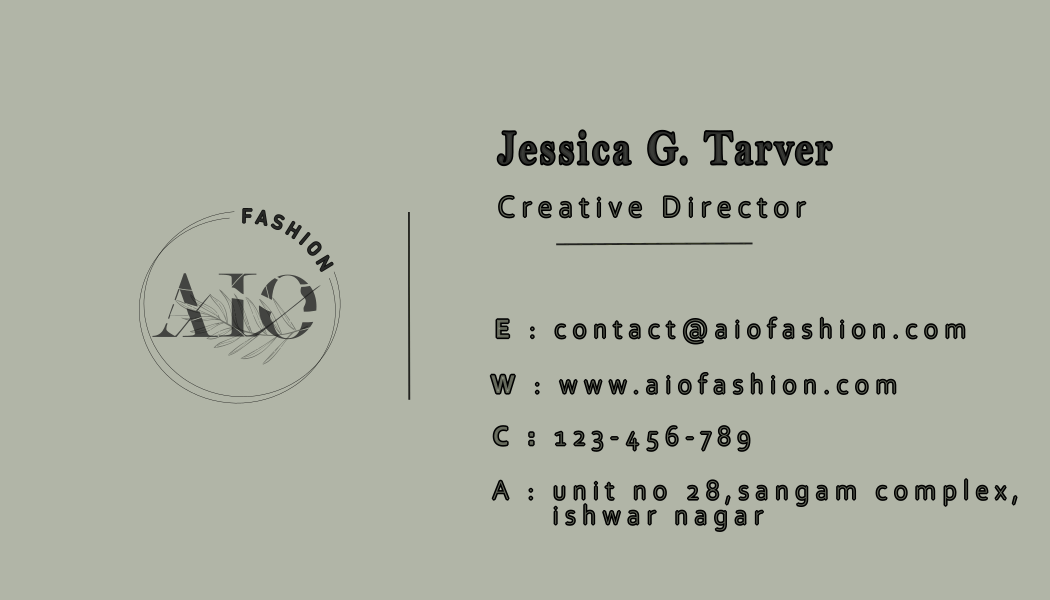 FASHION
AIO
Jessica G. Tarver
Creative Director
E : contact@aiofashion.com
W : www.aiofashion.com
C : 123-456-789
A : unit no 28,sangam complex,
ishwar nagar